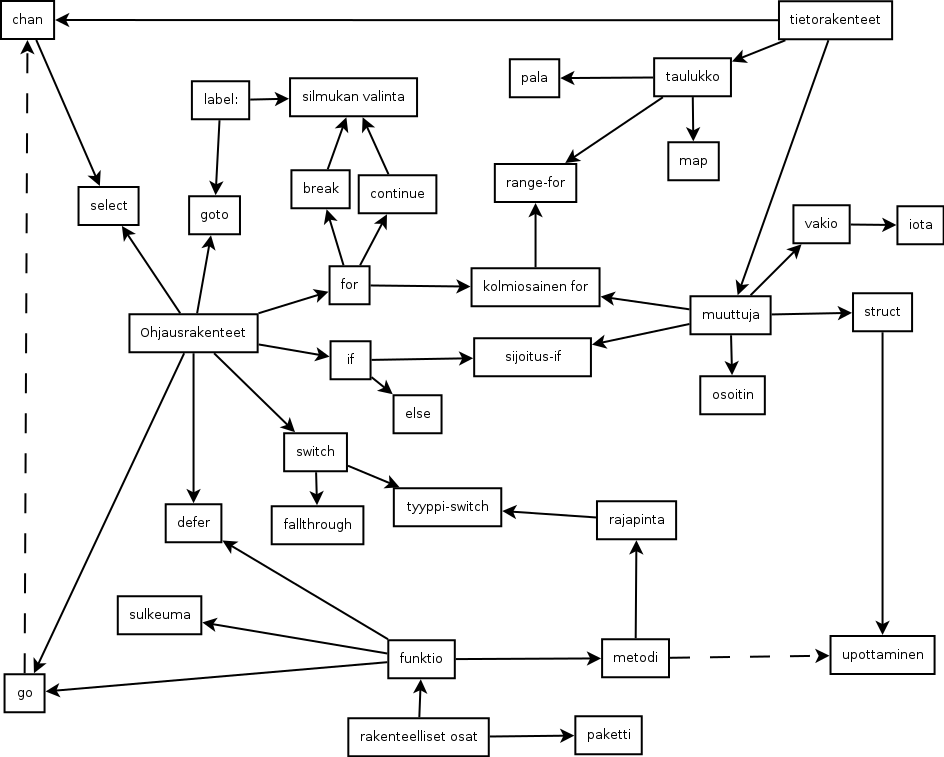 chan
tietorakenteet
pala
taulukko
label:
silmukan valinta
map
range-for
break
continue
select
goto
vakio
iota
for
kolmiosainen for
muuttuja
struct
Ohjausrakenteet
if
sijoitus-if
osoitin
else
switch
tyyppi-switch
rajapinta
defer
fallthrough
sulkeuma
funktio
metodi
upottaminen
go
rakenteelliset osat
paketti